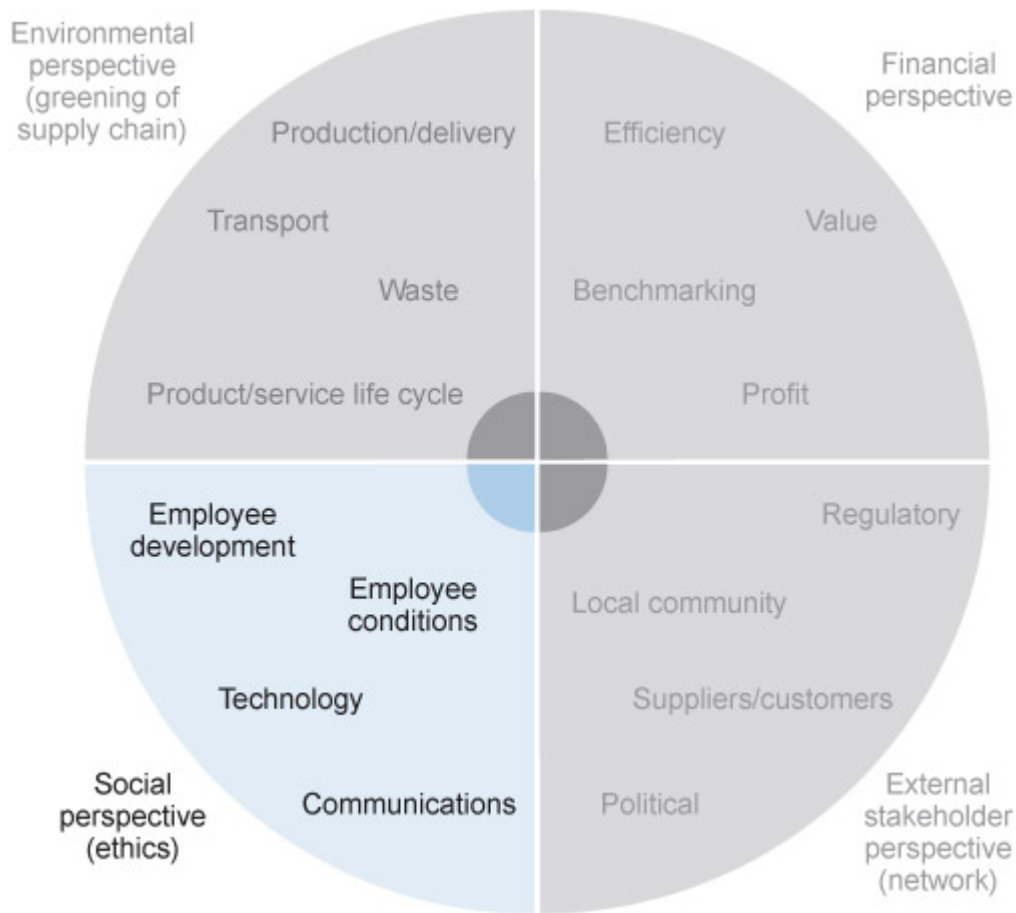 Environmental
perspective
(greening of
supply chain)
Production/delivery
Transport
Waste
Product/service life cycle
Financial
perspective
Efficiency
Value
Benchmarking
Profit
Employee
development
Employee
conditions
Technology
Communications
Social
perspective
(ethics)
Regulatory
Local community
Suppliers/customers
Political
External
stakeholder
perspective
(network)